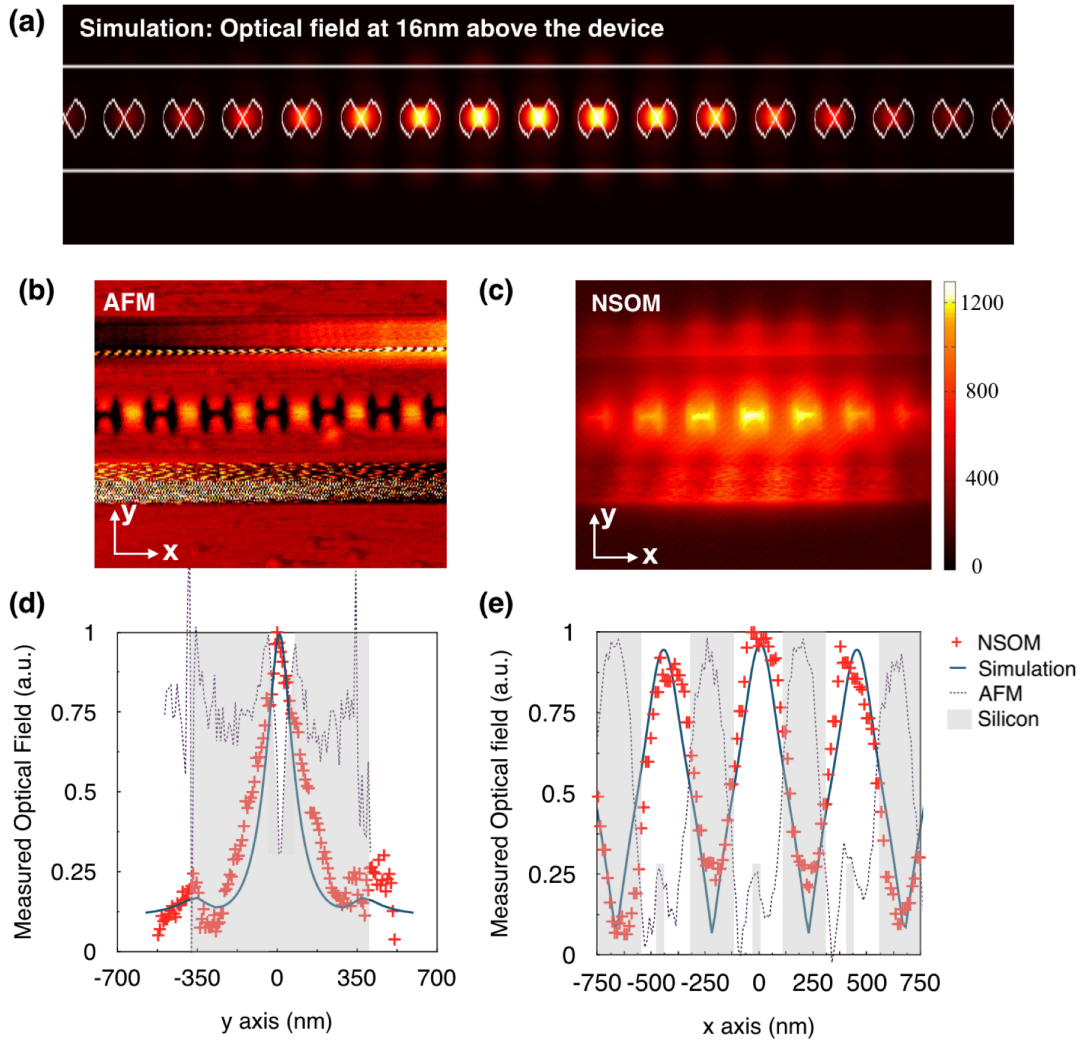 (a)
Simulation: Optical field at 16nm above the device
(b)
AFM
y
x
(c)
NSOM
y
x
1200
800
400
0
(d)
Measured Optical Field (a.u.)
1
0.75
0.5
0.25
0
-700
-350
0
350
700
y axis (nm)
(e)
Measured Optical field (a.u.)
1
0.75
0.5
0.25
0
-750
-500
-250
0
250
500
750
x axis (nm)
NSOM
Simulation
AFM
Silicon